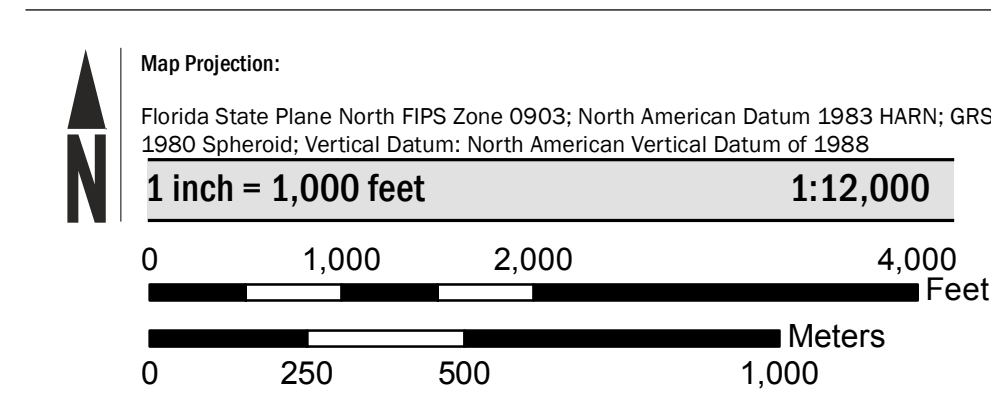 Map Projection:
Florida State Plane North FIPS Zone 0903; North American Datum 1983 HARN; GRS
1980 Spheroid; Vertical Datum: North American Vertical Datum of 1988
N
1 inch = 1,000 feet 1:12,000
0 1,000 2,000 4,000
Feet
Meters
0 250 500 1,000